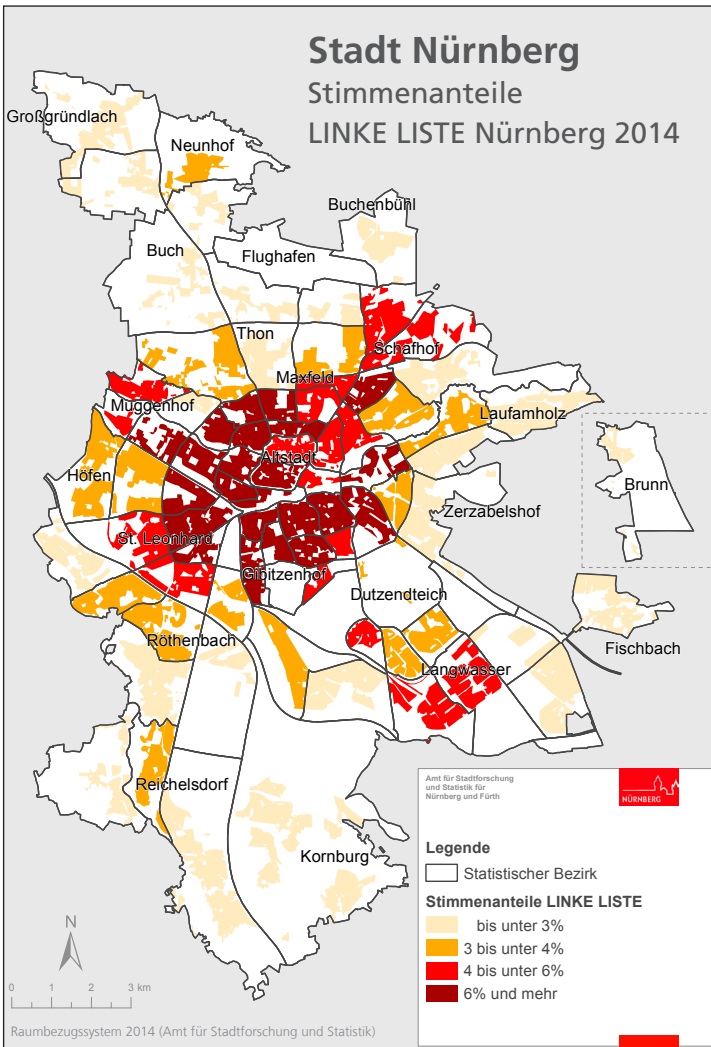 Stadt Nürnberg
Stimmenanteile
LINKE LISTE Nürnberg 2014
Großgründlach
Neunhof
Buchenbühl
Buch
Flughafen
Thon
Schafhof
Maxfeld
Muggenhof
Laufamholz
Altstadt
Höfen
Brunn
Zerzabelshof
St. Leonhard
Gibitzenhof
Dutzendteich
Röthenbach
Fischbach
Langwasser
Reichelsdorf
Kornburg
Amt für Stadtforschung
und Statistik für
Nürnberg und Fürth
NÜRNBERG
Legende
Statistischer Bezirk
Stimmenanteile LINKE LISTE
bis unter 3%
3 bis unter 4%
4 bis unter 6%
6% und mehr
N
0 1 2 3 km
Raumbezugssystem 2014 (Amt für Stadtforschung und Statistik)